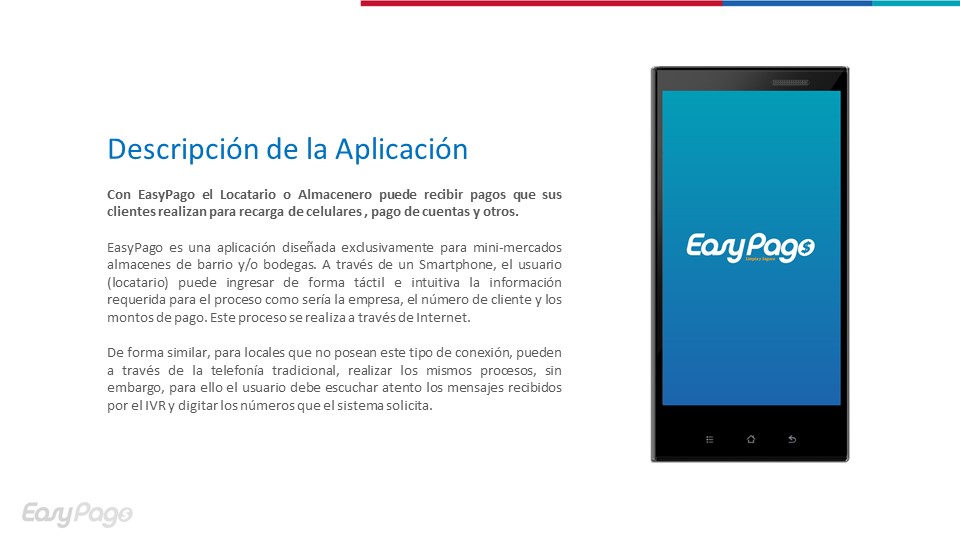 Descripción de la Aplicación
Con EasyPago el Locatario o Almacenero puede recibir pagos que sus
clientes realizan para recarga de celulares , pago de cuentas y otros.
EasyPago es una aplicación diseñada exclusivamente para mini-mercados
almacenes de barrio y/o bodegas. A través de un Smartphone, el usuario
(locatario) puede ingresar de forma táctil e intuitiva la información
requerida para el proceso como sería la empresa, el número de cliente y los
montos de pago. Este proceso se realiza a través de Internet.
De forma similar, para locales que no posean este tipo de conexión, pueden
a través de la telefonía tradicional, realizar los mismos procesos, sin
embargo, para ello el usuario debe escuchar atento los mensajes recibidos
por el IVR y digitar los números que el sistema solicita.
EasyPago
Simple y Seguro
EasyPago